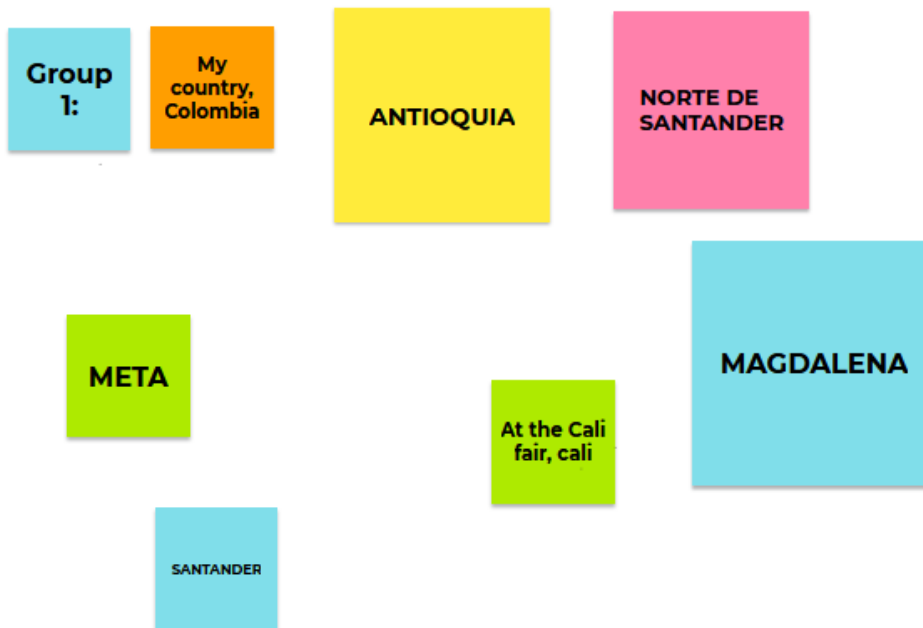 Group
1:
My
country,
Colombia
ANTIOQUIA
NORTE DE
SANTANDER
META
At the Cali
fair, cali
MAGDALENA
SANTANDER